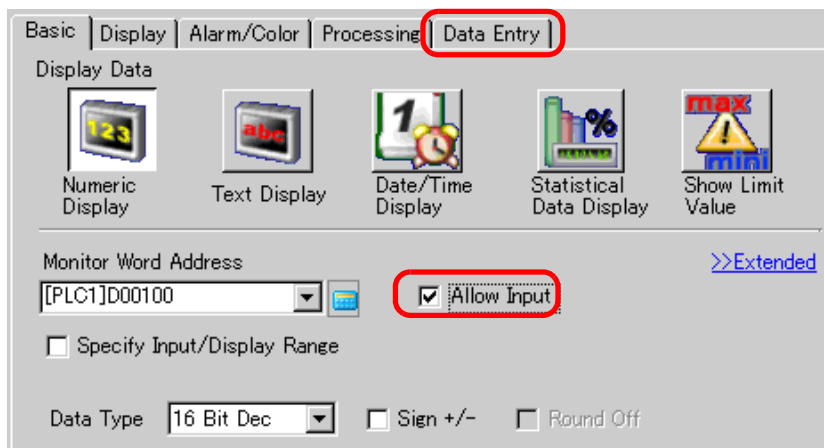 Basic Display Alarm/Color Processing Data Entry
Display Data
123 abc 1 % max mini
Numeric Display
Text Display
Date/Time Display
Statistical Data Display
Show Limit Value
Monitor Word Address
>>Extended
[PLC1]D00100 Allow Input
Specify Input/Display Range
Data Type 16 Bit Dec Sign +/- Round Off